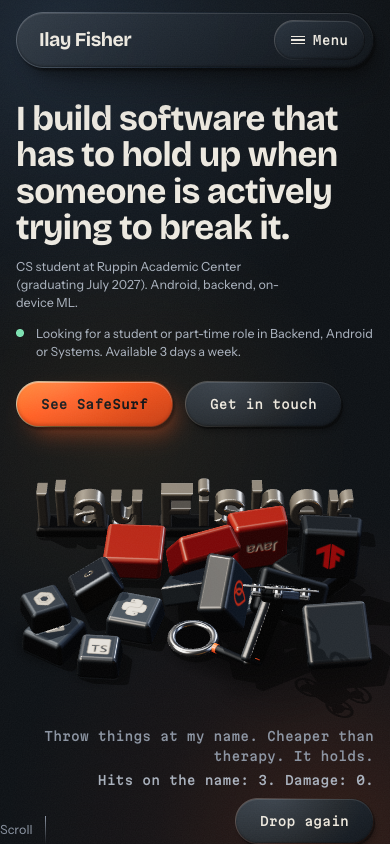 Ilay Fisher
Menu
I build software that
has to hold up when
someone is actively
trying to break it.
CS student at Ruppin Academic Center
(graduating July 2027). Android, backend, on-
device ML.
Looking for a student or part-time role in Backend, Android
or Systems. Available 3 days a week.
See SafeSurf
Get in touch
Ilay Fisher
Java
TS
Throw things at my name. Cheaper than
therapy. It holds.
Hits on the name: 3. Damage: 0.
Scroll
Drop again